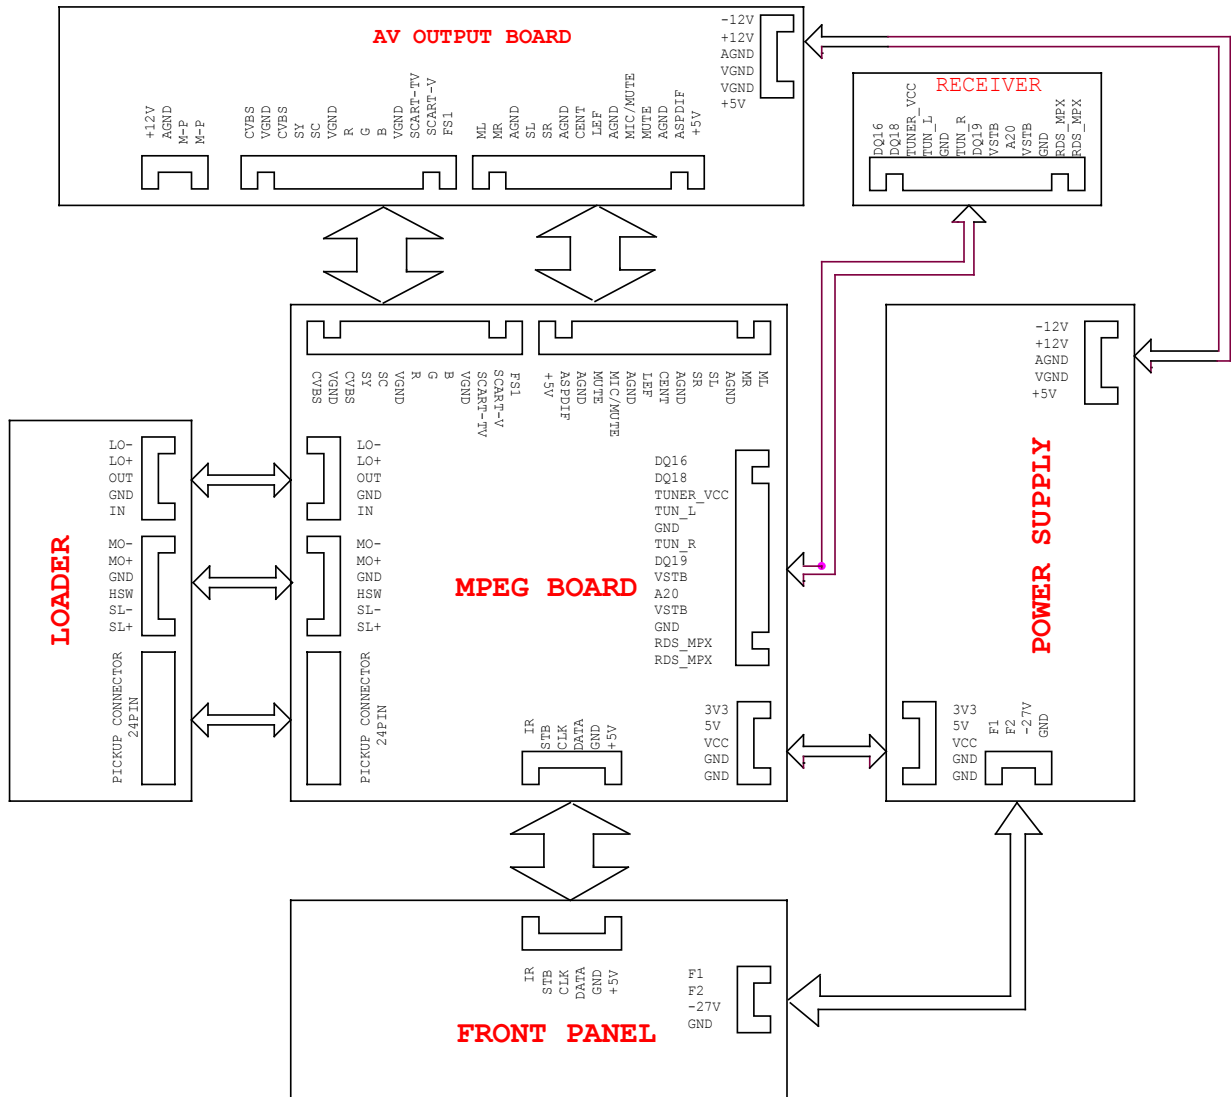 AV OUTPUT BOARD
-12V
+12V
AGND
VGND
VGND
+5V
+12V
AGND
M-P
M-P
CVBS
VGND
CVBS
SY
SC
VGND
R
G
B
VGND
SCART-TV
SCART-V
FS1
ML
MR
AGND
SL
SR
AGND
CENT
LEF
AGND
MIC/MUTE
MUTE
AGND
ASPDIF
+5V
RECEIVER
DQ16
DQ18
TUNER_VCC
TUN_L
GND
TUN_R
DQ19
VSTB
A20
VSTB
GND
RDS_MPX
RDS_MPX
CVBS
VGND
CVBS
SY
SC
VGND
R
G
B
VGND
SCART-TV
SCART-V
FS1
+5V
ASPDIF
AGND
MUTE
MIC/MUTE
AGND
LEF
CENT
AGND
SR
SL
AGND
MR
ML
-12V
+12V
AGND
VGND
+5V
POWER SUPPLY
LOADER
LO-
LO+
OUT
GND
IN
MO-
MO+
GND
HSW
SL-
SL+
PICKUP CONNECTOR
24PIN
LO-
LO+
OUT
GND
IN
MO-
MO+
GND
HSW
SL-
SL+
PICKUP CONNECTOR
24PIN
MPEG BOARD
DQ16
DQ18
TUNER_VCC
TUN_L
GND
TUN_R
DQ19
VSTB
A20
VSTB
GND
RDS_MPX
RDS_MPX
IR
STB
CLK
DATA
GND
+5V
3V3
5V
VCC
GND
GND
3V3
5V
VCC
GND
GND
F1
F2
-27V
GND
IR
STB
CLK
DATA
GND
+5V
F1
F2
-27V
GND
FRONT PANEL